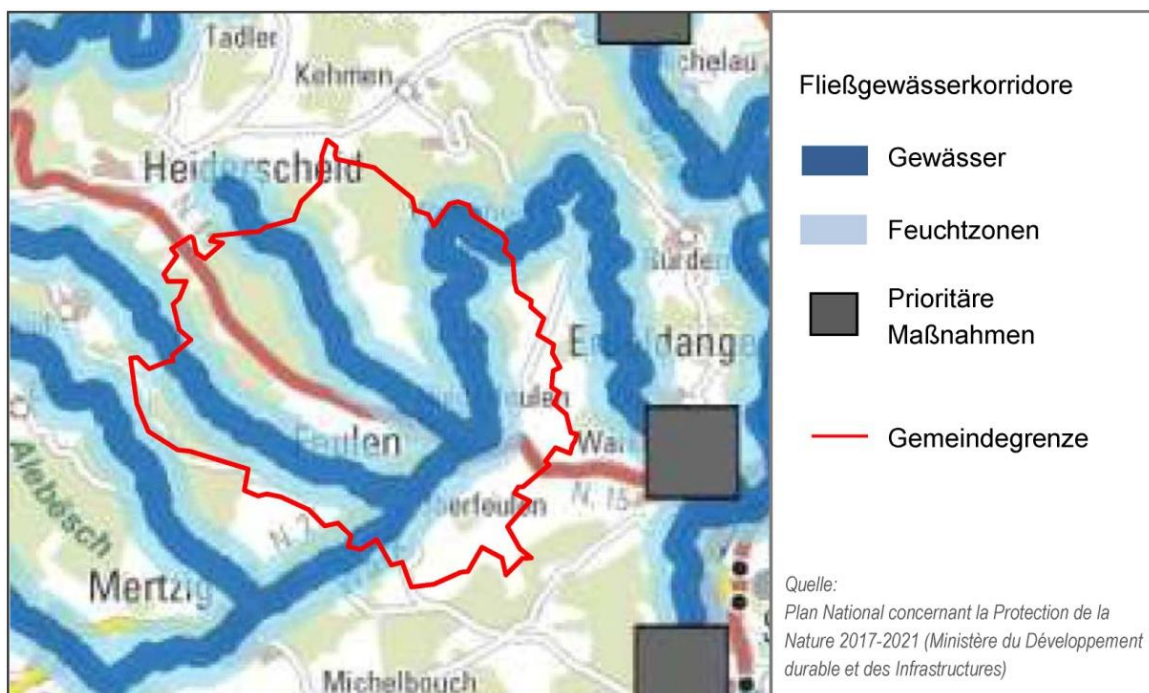 Tadler
Kehmen
Heiderscheid
Bürden
Feulen
N. 15
N. 2
Alebësch
Mertzig
Michelbouch
Fließgewässerkorridore
Gewässer
Feuchtzonen
Prioritäre
Maßnahmen
Gemeindegrenze
Quelle:
Plan National concernant la Protection de la
Nature 2017-2021 (Ministère du Développement
durable et des Infrastructures)